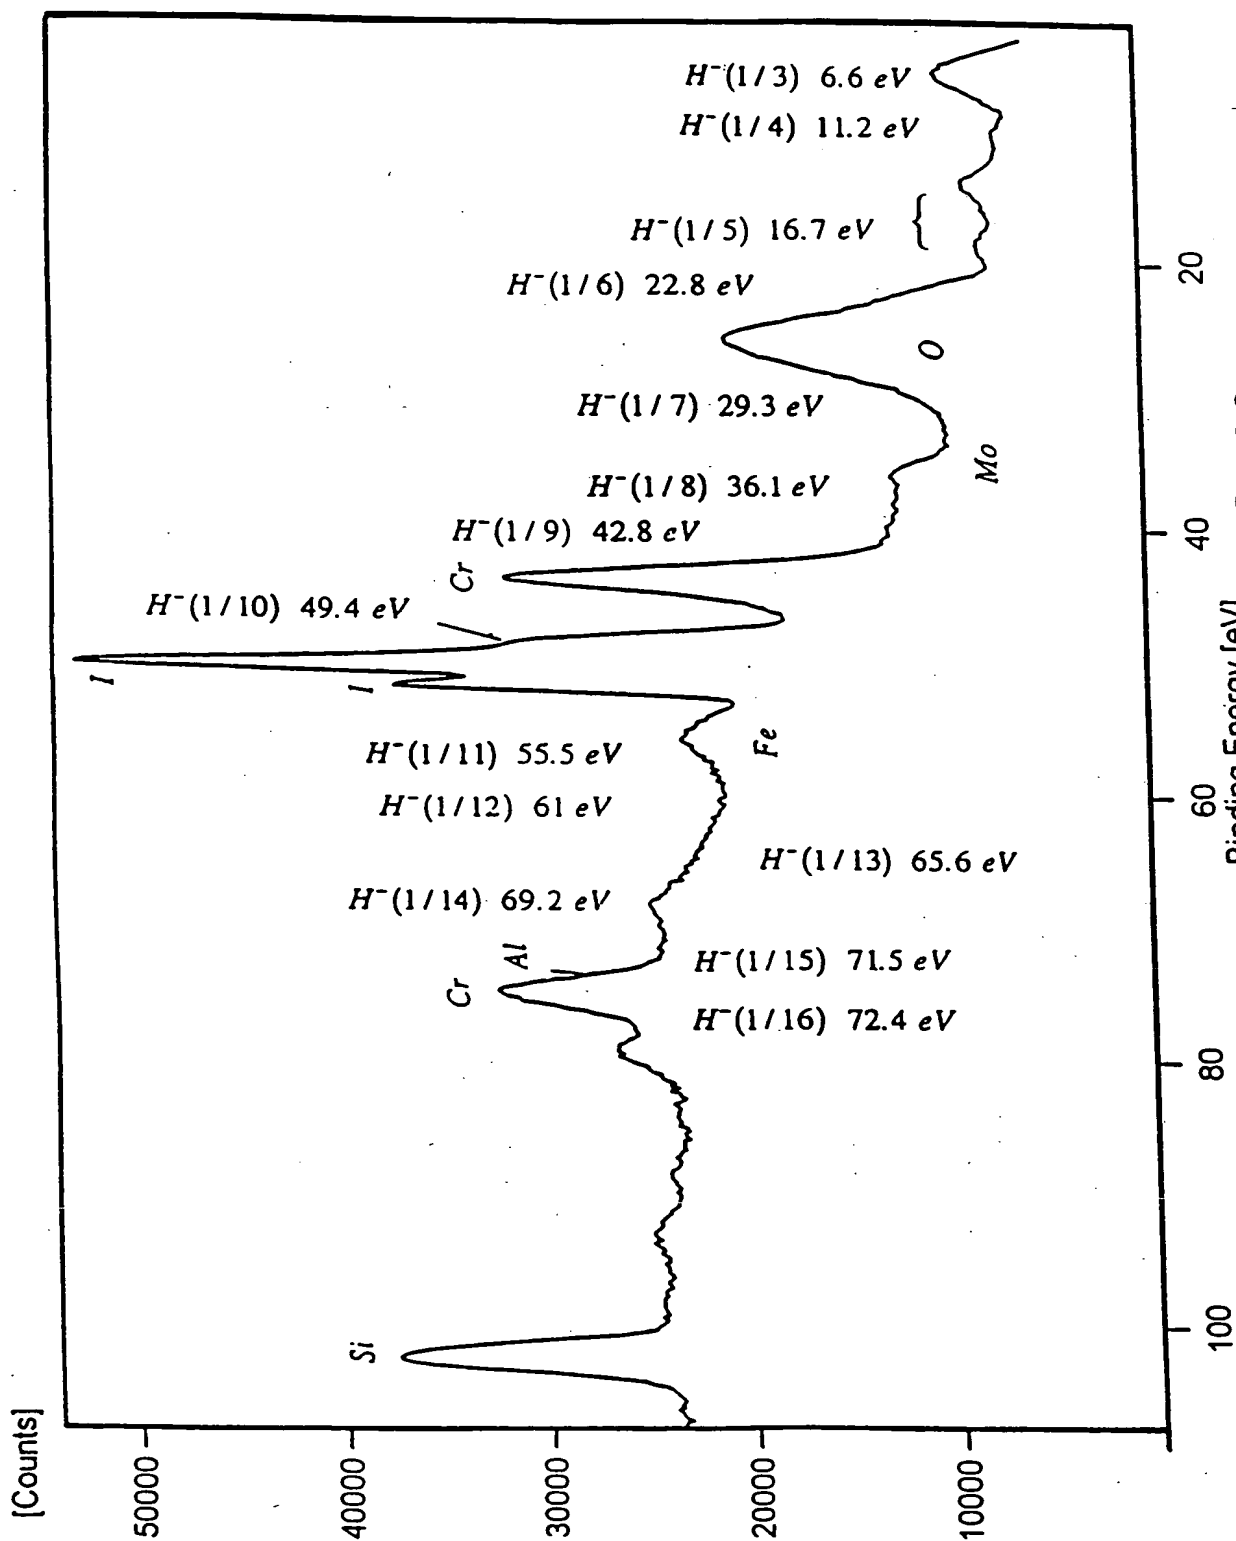 [Counts]
H⁻(1/3) 6.6 eV
H⁻(1/4) 11.2 eV
H⁻(1/5) 16.7 eV
{
H⁻(1/6) 22.8 eV
20
O
H⁻(1/7) 29.3 eV
Mo
H⁻(1/8) 36.1 eV
H⁻(1/9) 42.8 eV
40
Cr
H⁻(1/10) 49.4 eV
I
I
Fe
H⁻(1/11) 55.5 eV
H⁻(1/12) 61 eV
60
Binding Energy [eV]
H⁻(1/13) 65.6 eV
H⁻(1/14) 69.2 eV
Al
Cr
H⁻(1/15) 71.5 eV
H⁻(1/16) 72.4 eV
80
Si
100
50000
40000
30000
20000
10000